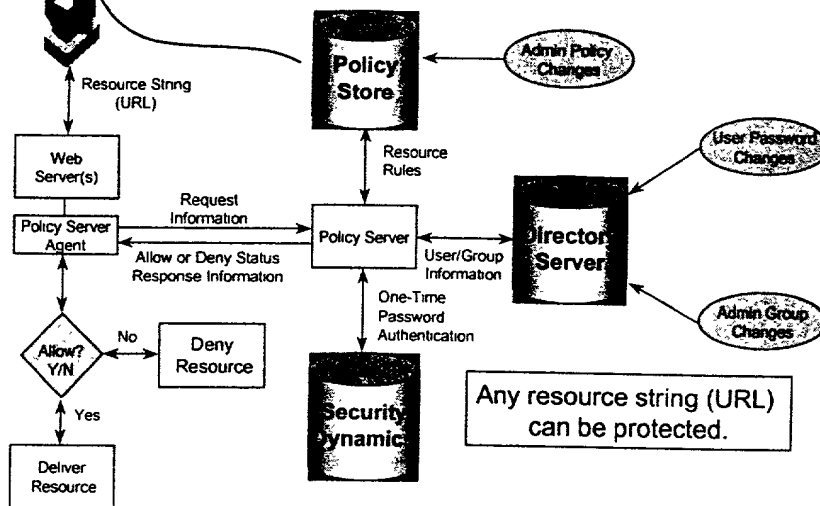 Policy
Store
Admin Policy
Changes
Resource String
(URL)
Web
Server(s)
Resource
Rules
User Password
Changes
Request
Information
Policy Server
Agent
Policy Server
Allow or Deny Status
Response Information
User/Group
Information
Director
Server
One-Time
Password
Authentication
Admin Group
Changes
Allow?
Y/N
No
Deny
Resource
Yes
Security
Dynamic
Any resource string (URL)
can be protected.
Deliver
Resource